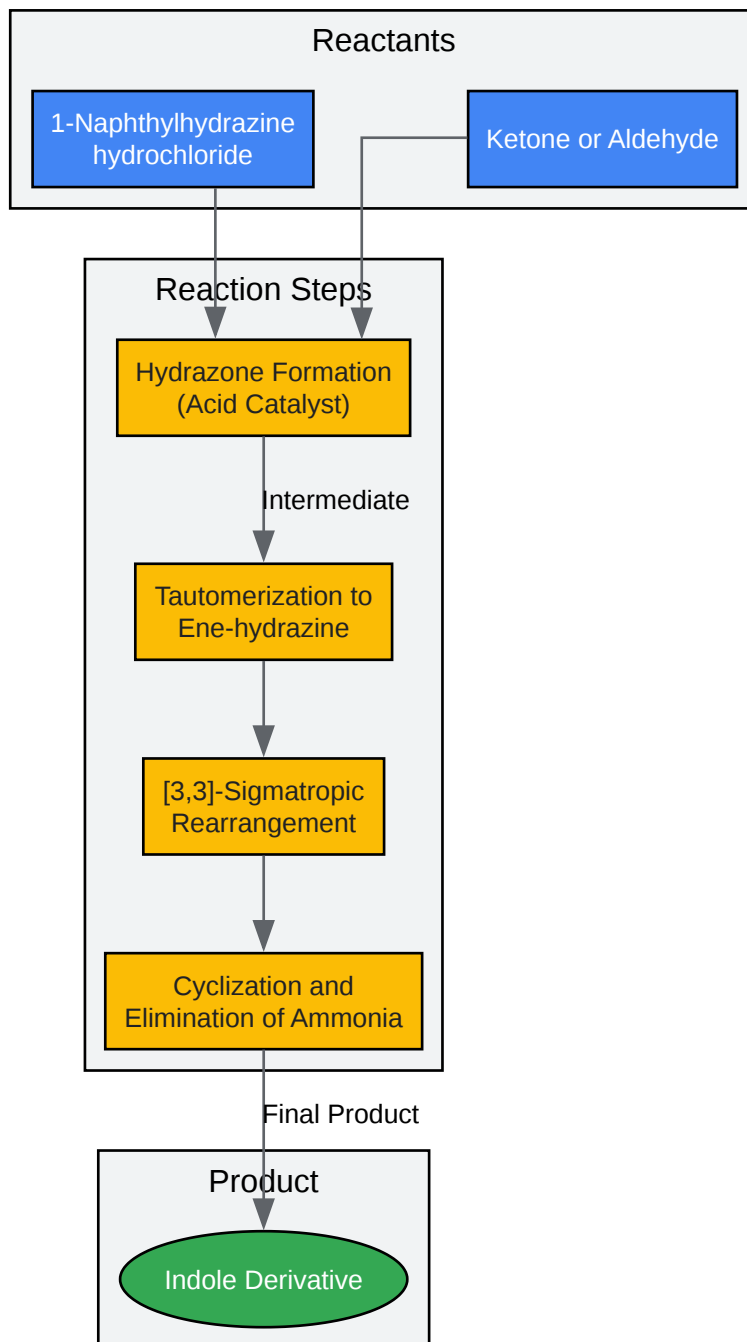 Reactants
1-Naphthylhydrazine
hydrochloride
Ketone or Aldehyde
Reaction Steps
Hydrazone Formation
(Acid Catalyst)
Intermediate
Tautomerization to
Ene-hydrazine
[3,3]-Sigmatropic
Rearrangement
Cyclization and
Elimination of Ammonia
Final Product
Product
Indole Derivative